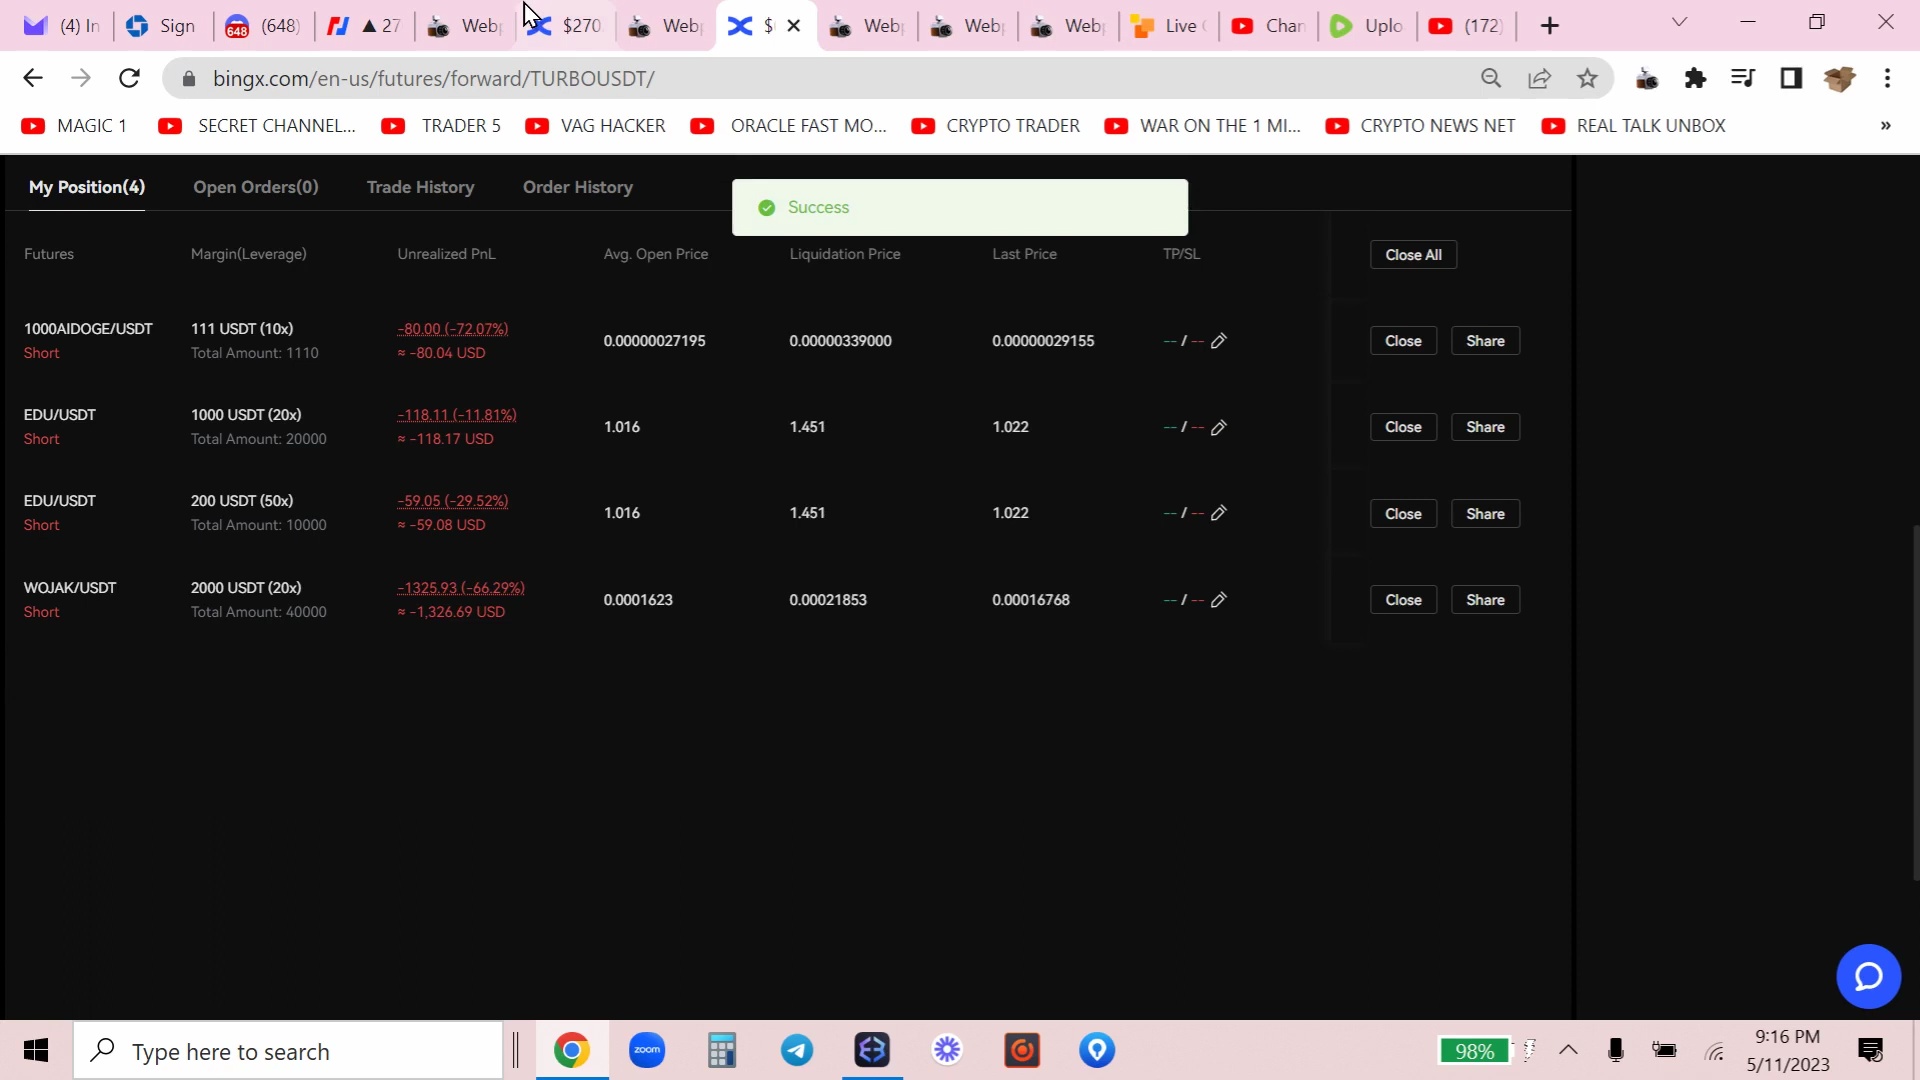 (4) In
Sign
(648)
▲ 27
Web
$270
Web
$
Web
Web
Web
Live
Chan
Uplo
(172)
bingx.com/en-us/futures/forward/TURBOUSDT/
MAGIC 1
SECRET CHANNEL...
TRADER 5
VAG HACKER
ORACLE FAST MO...
CRYPTO TRADER
WAR ON THE 1 MI...
CRYPTO NEWS NET
REAL TALK UNBOX
»
My Position(4)
Open Orders(0)
Trade History
Order History
Success
Futures
Margin(Leverage)
Unrealized PnL
Avg. Open Price
Liquidation Price
Last Price
TP/SL
Close All
1000AIDOGE/USDT
Short
111 USDT (10x)
Total Amount: 1110
-80.00 (-72.07%)
≈ -80.04 USD
0.00000027195
0.00000339000
0.00000029155
-- / --
Close
Share
EDU/USDT
Short
1000 USDT (20x)
Total Amount: 20000
-118.11 (-11.81%)
≈ -118.17 USD
1.016
1.451
1.022
-- / --
Close
Share
EDU/USDT
Short
200 USDT (50x)
Total Amount: 10000
-59.05 (-29.52%)
≈ -59.08 USD
1.016
1.451
1.022
-- / --
Close
Share
WOJAK/USDT
Short
2000 USDT (20x)
Total Amount: 40000
-1325.93 (-66.29%)
≈ -1,326.69 USD
0.0001623
0.00021853
0.00016768
-- / --
Close
Share
Type here to search
zoom
98%
9:16 PM
5/11/2023